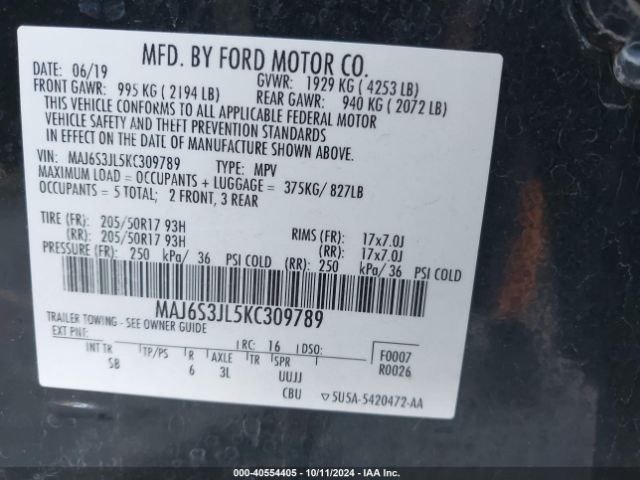 MFD. BY FORD MOTOR CO.
DATE: 06/19 GVWR: 1929 KG ( 4253 LB)
FRONT GAWR: 995 KG ( 2194 LB) REAR GAWR: 940 KG ( 2072 LB)
THIS VEHICLE CONFORMS TO ALL APPLICABLE FEDERAL MOTOR
VEHICLE SAFETY AND THEFT PREVENTION STANDARDS
IN EFFECT ON THE DATE OF MANUFACTURE SHOWN ABOVE.
VIN: MAJ6S3JL5KC309789 TYPE: MPV
MAXIMUM LOAD = OCCUPANTS + LUGGAGE = 375KG/ 827LB
OCCUPANTS = 5 TOTAL; 2 FRONT, 3 REAR
TIRE (FR): 205/50R17 93H RIMS (FR): 17x7.0J
(RR): 205/50R17 93H (RR): 17x7.0J
PRESSURE (FR): 250 kPa/ 36 PSI COLD (RR): 250 kPa/ 36 PSI COLD
MAJ6S3JL5KC309789
TRAILER TOWING - SEE OWNER GUIDE
EXT PNT: RC: 16 DSO: F0007
INT TR TP/PS R AXLE TR SPR R0026
SB 6 3L UUJJ
CBU ▽ 5U5A-5420472-AA
000-40554405 - 10/11/2024 - IAA Inc.